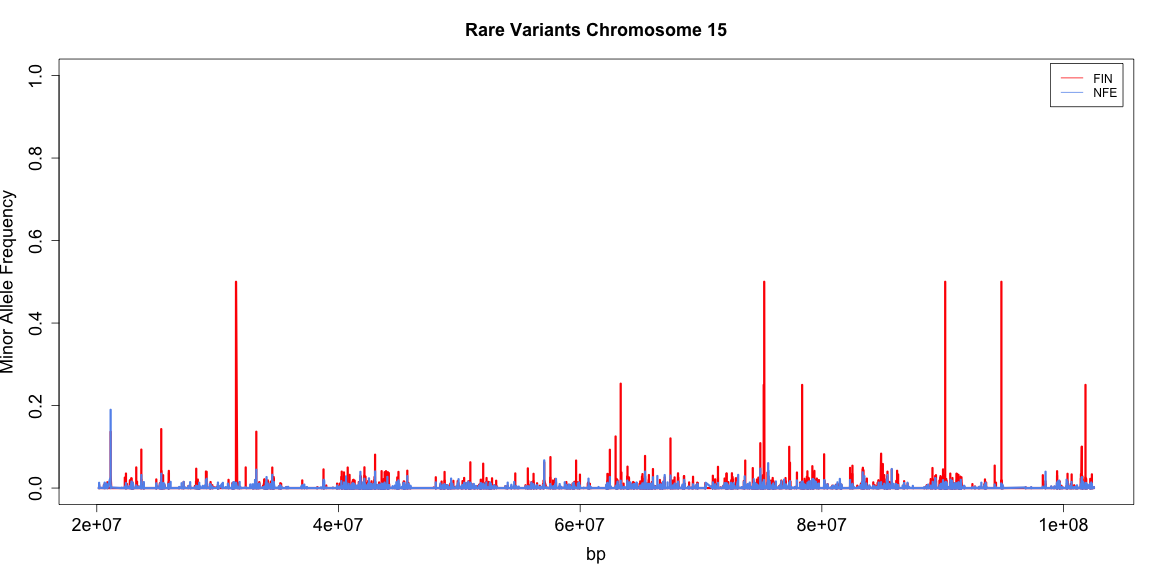 Rare Variants Chromosome 15
FIN
NFE
Minor Allele Frequency
1.0
0.8
0.6
0.4
0.2
0.0
2e+07
4e+07
6e+07
8e+07
1e+08
bp